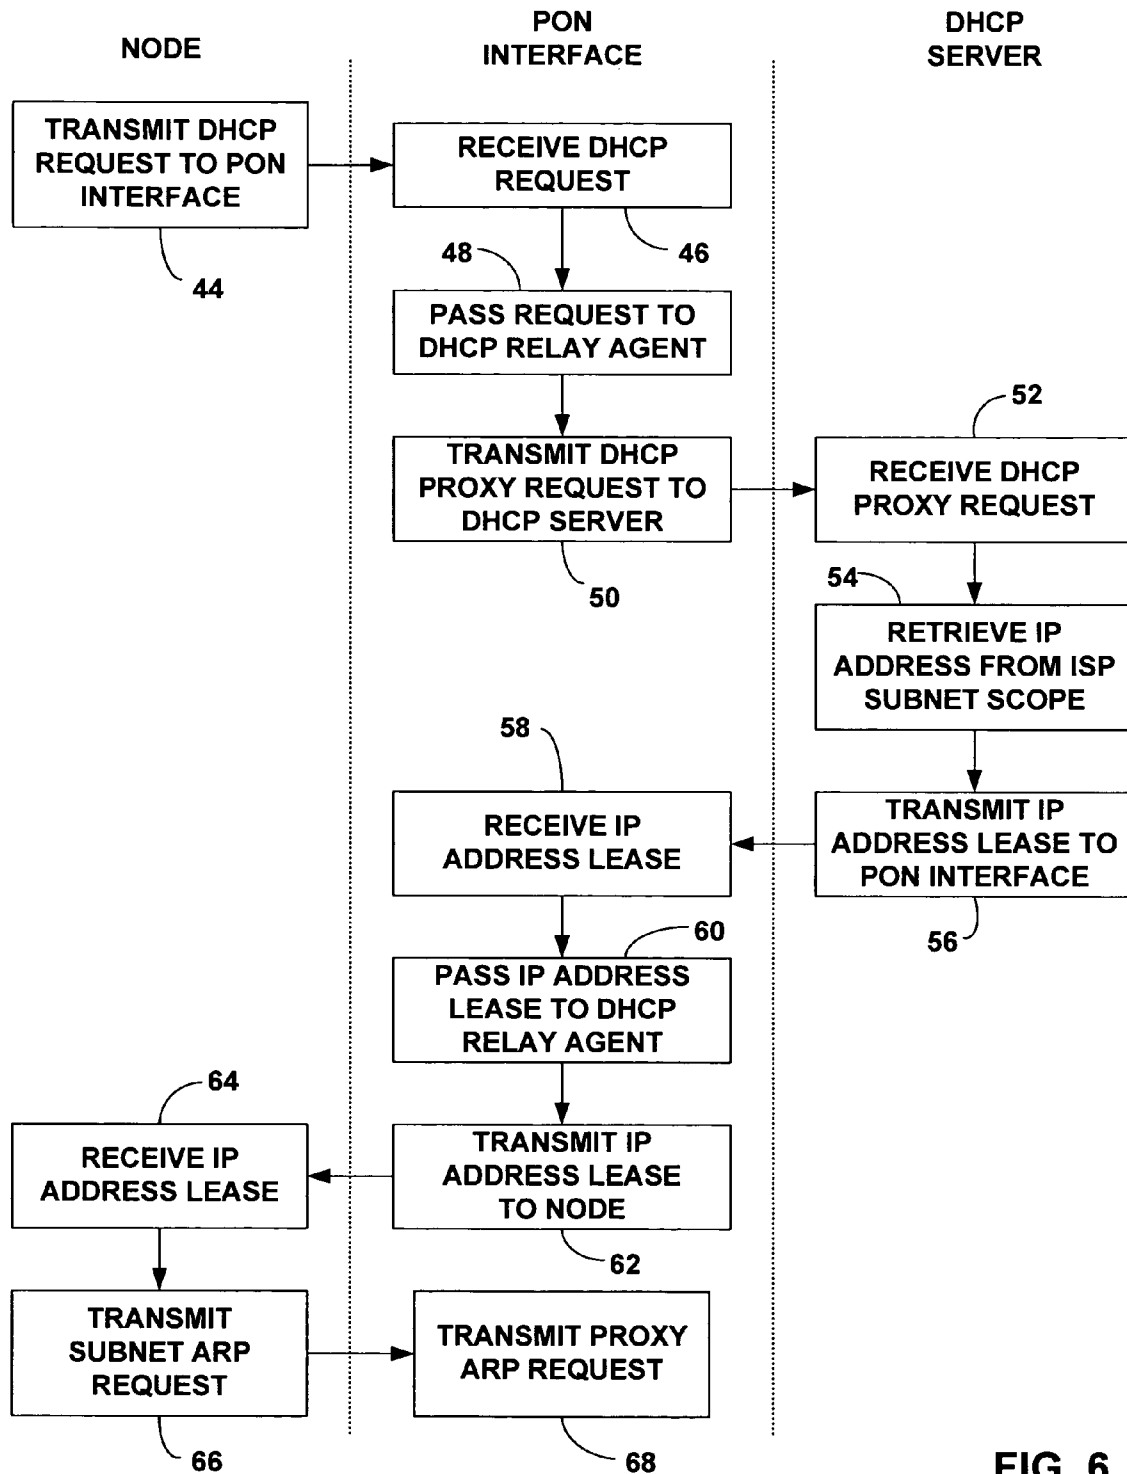 NODE
PON
INTERFACE
DHCP
SERVER
TRANSMIT DHCP
REQUEST TO PON
INTERFACE
44
RECEIVE DHCP
REQUEST
46
48
PASS REQUEST TO
DHCP RELAY AGENT
TRANSMIT DHCP
PROXY REQUEST TO
DHCP SERVER
50
52
RECEIVE DHCP
PROXY REQUEST
54
RETRIEVE IP
ADDRESS FROM ISP
SUBNET SCOPE
TRANSMIT IP
ADDRESS LEASE TO
PON INTERFACE
56
58
RECEIVE IP
ADDRESS LEASE
60
PASS IP ADDRESS
LEASE TO DHCP
RELAY AGENT
TRANSMIT IP
ADDRESS LEASE
TO NODE
62
64
RECEIVE IP
ADDRESS LEASE
TRANSMIT
SUBNET ARP
REQUEST
66
TRANSMIT PROXY
ARP REQUEST
68
FIG. 6